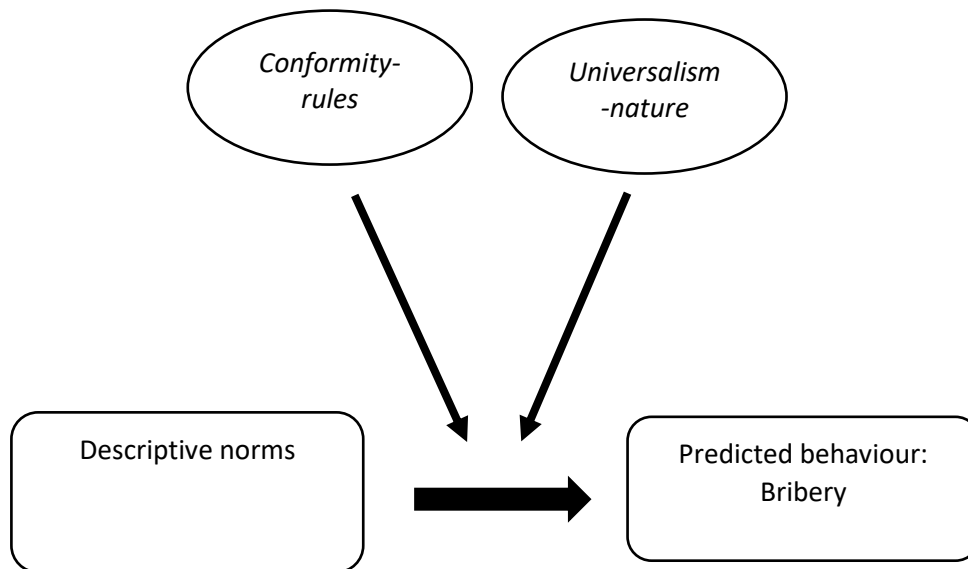 Conformity-
rules
Universalism
-nature
Descriptive norms
Predicted behaviour:
Bribery